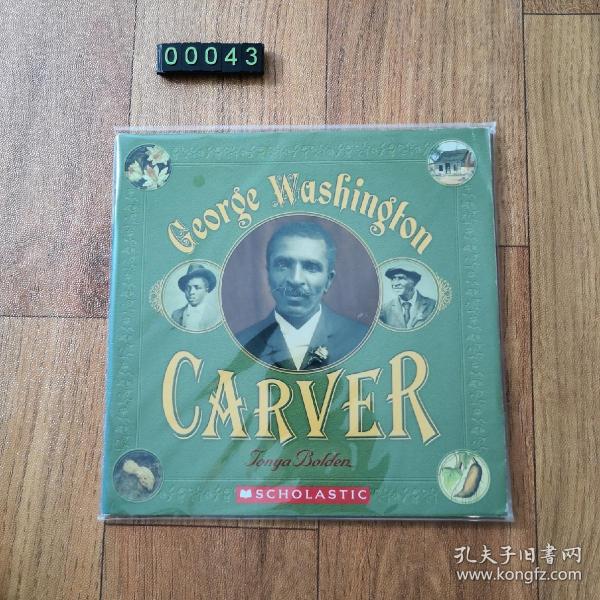 00043
George Washington
CARVER
Tonya Bolden
SCHOLASTIC
孔夫子旧书网
www.kongfz.com